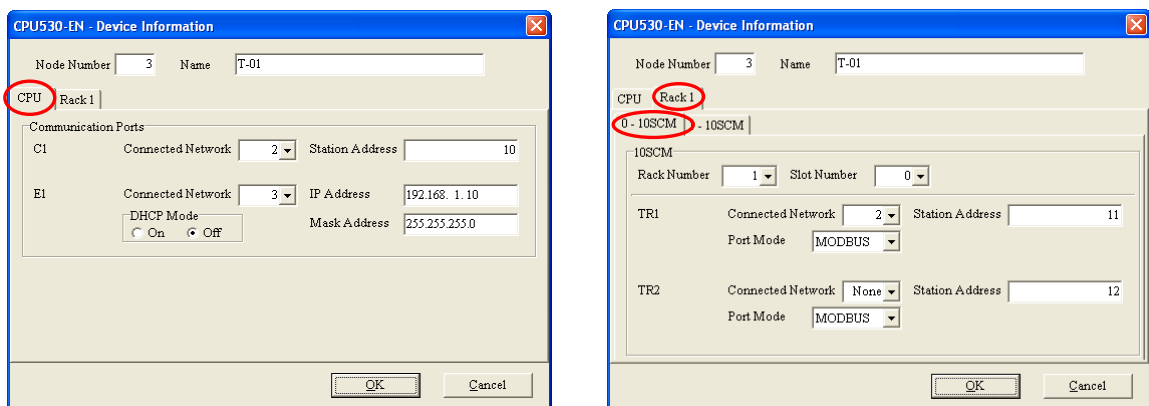 CPU530-EN - Device Information
Node Number 3 Name T-01
CPU Rack 1
Communication Ports
C1 Connected Network 2 Station Address 10
E1 Connected Network 3 IP Address 192.168. 1. 10
DHCP Mode
On Off
Mask Address 255.255.255.0
OK Cancel
CPU530-EN - Device Information
Node Number 3 Name T-01
CPU Rack 1
0 - 10SCM - 10SCM
10SCM
Rack Number 1 Slot Number 0
TR1 Connected Network 2 Station Address 11
Port Mode MODBUS
TR2 Connected Network None Station Address 12
Port Mode MODBUS
OK Cancel